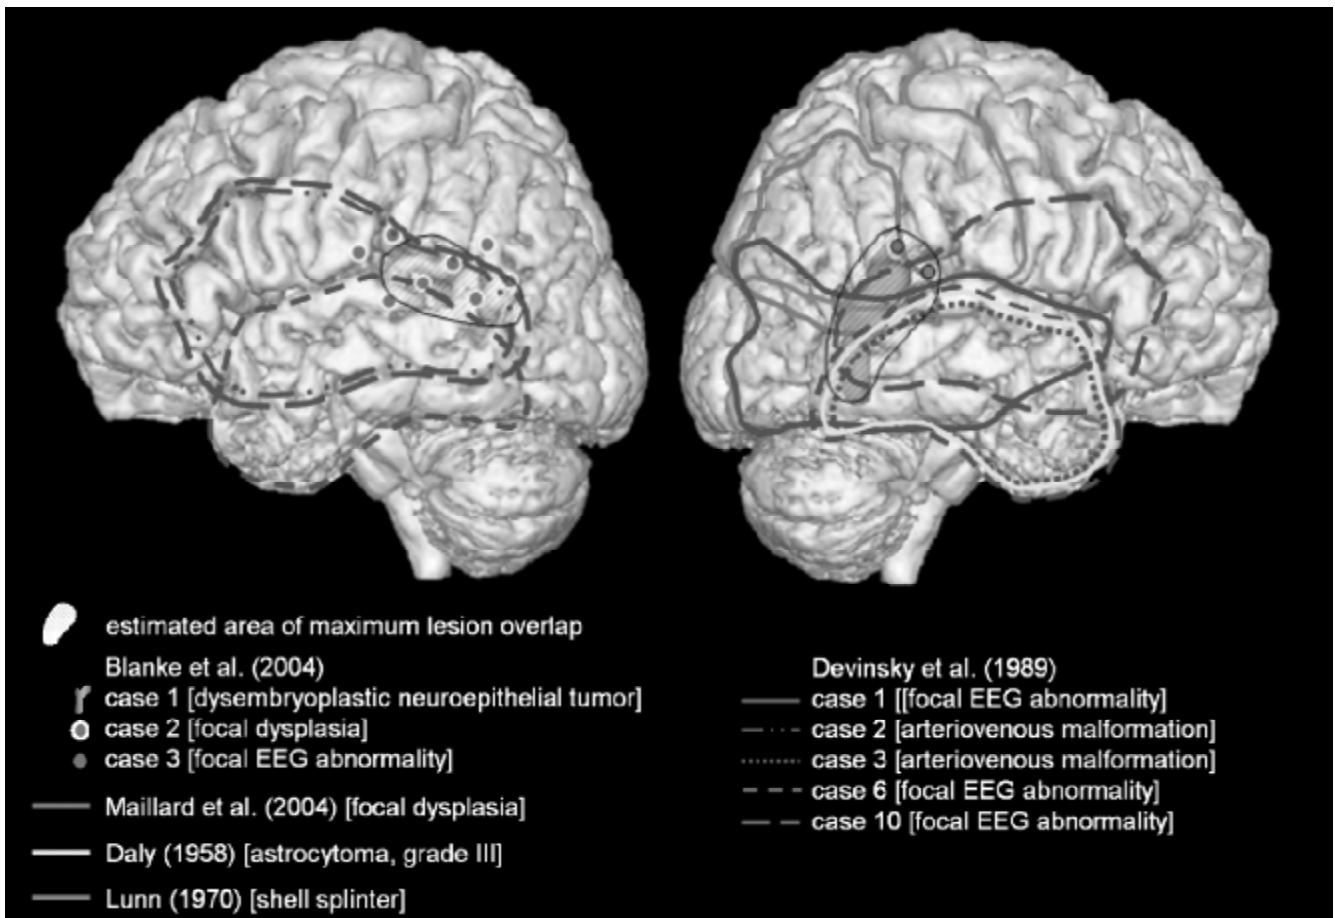 estimated area of maximum lesion overlap
Blanke et al. (2004)
case 1 [dysembryoplastic neuroepithelial tumor]
case 2 [focal dysplasia]
case 3 [focal EEG abnormality]
Maillard et al. (2004) [focal dysplasia]
Daly (1958) [astrocytoma, grade III]
Lunn (1970) [shell splinter]
Devinsky et al. (1989)
case 1 [[focal EEG abnormality]
case 2 [arteriovenous malformation]
case 3 [arteriovenous malformation]
case 6 [focal EEG abnormality]
case 10 [focal EEG abnormality]